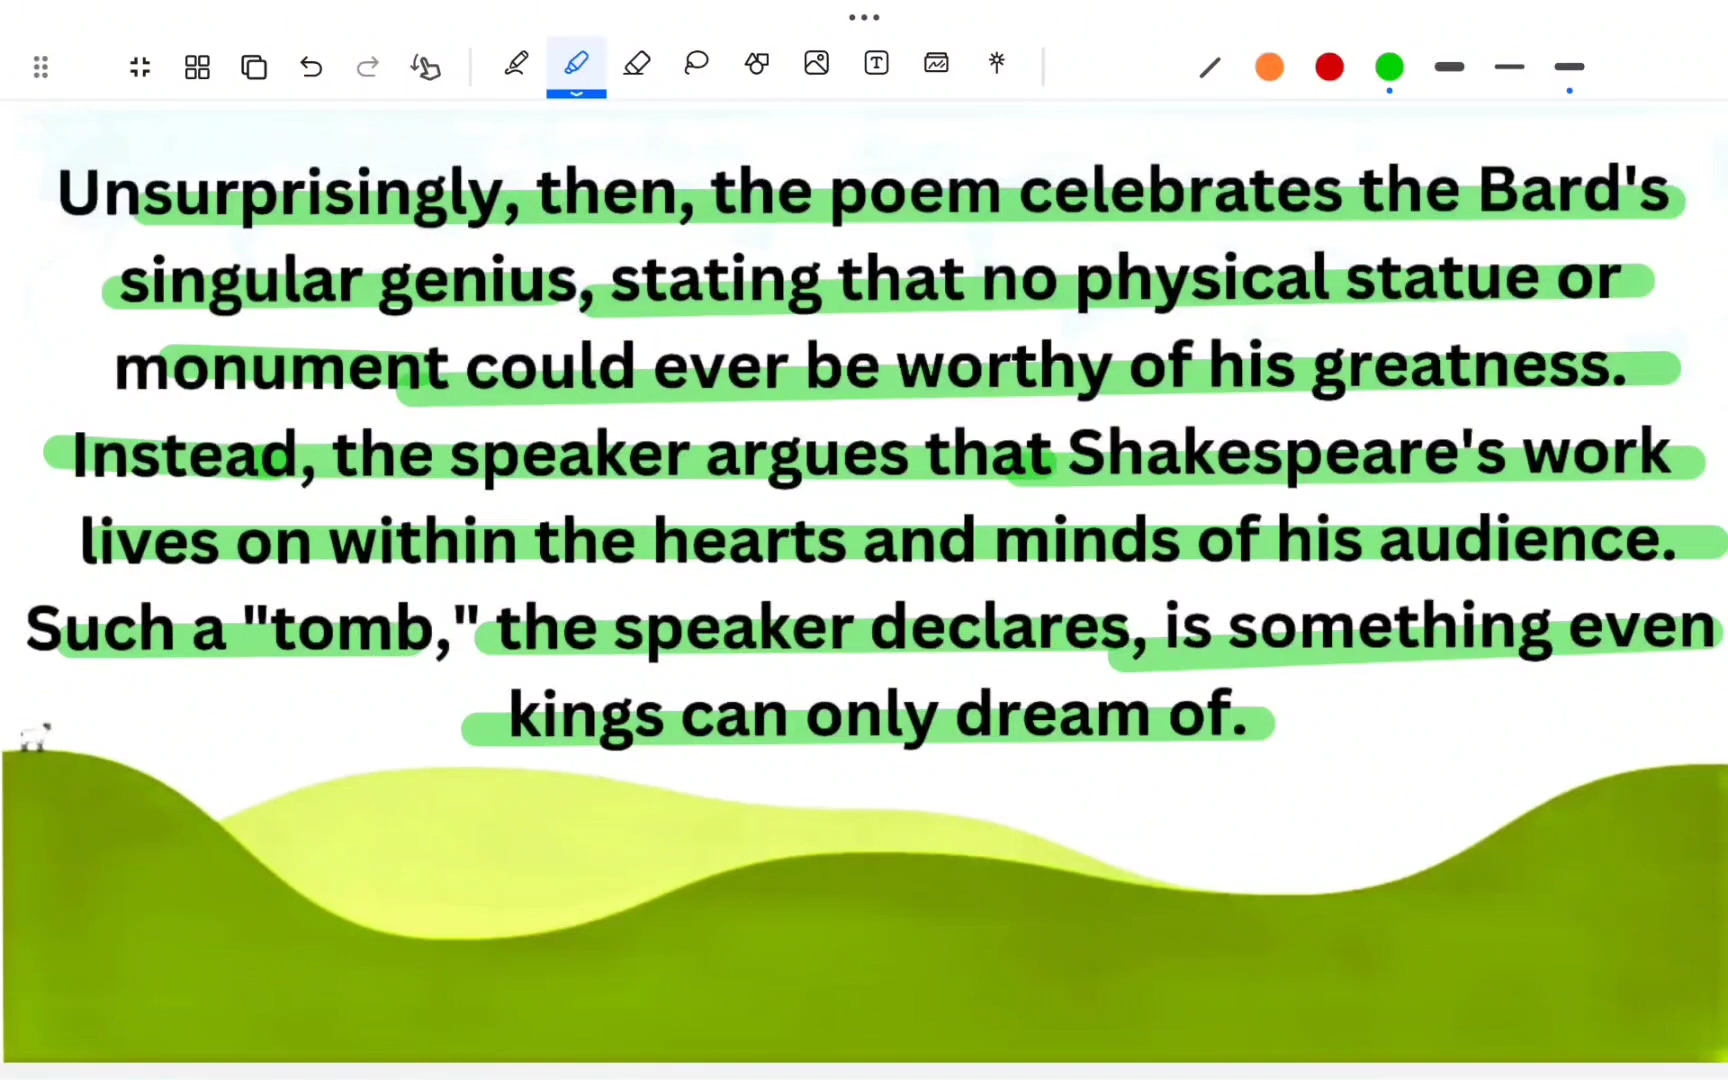 Unsurprisingly, then, the poem celebrates the Bard's
singular genius, stating that no physical statue or
monument could ever be worthy of his greatness.
Instead, the speaker argues that Shakespeare's work
lives on within the hearts and minds of his audience.
Such a "tomb," the speaker declares, is something even
kings can only dream of.